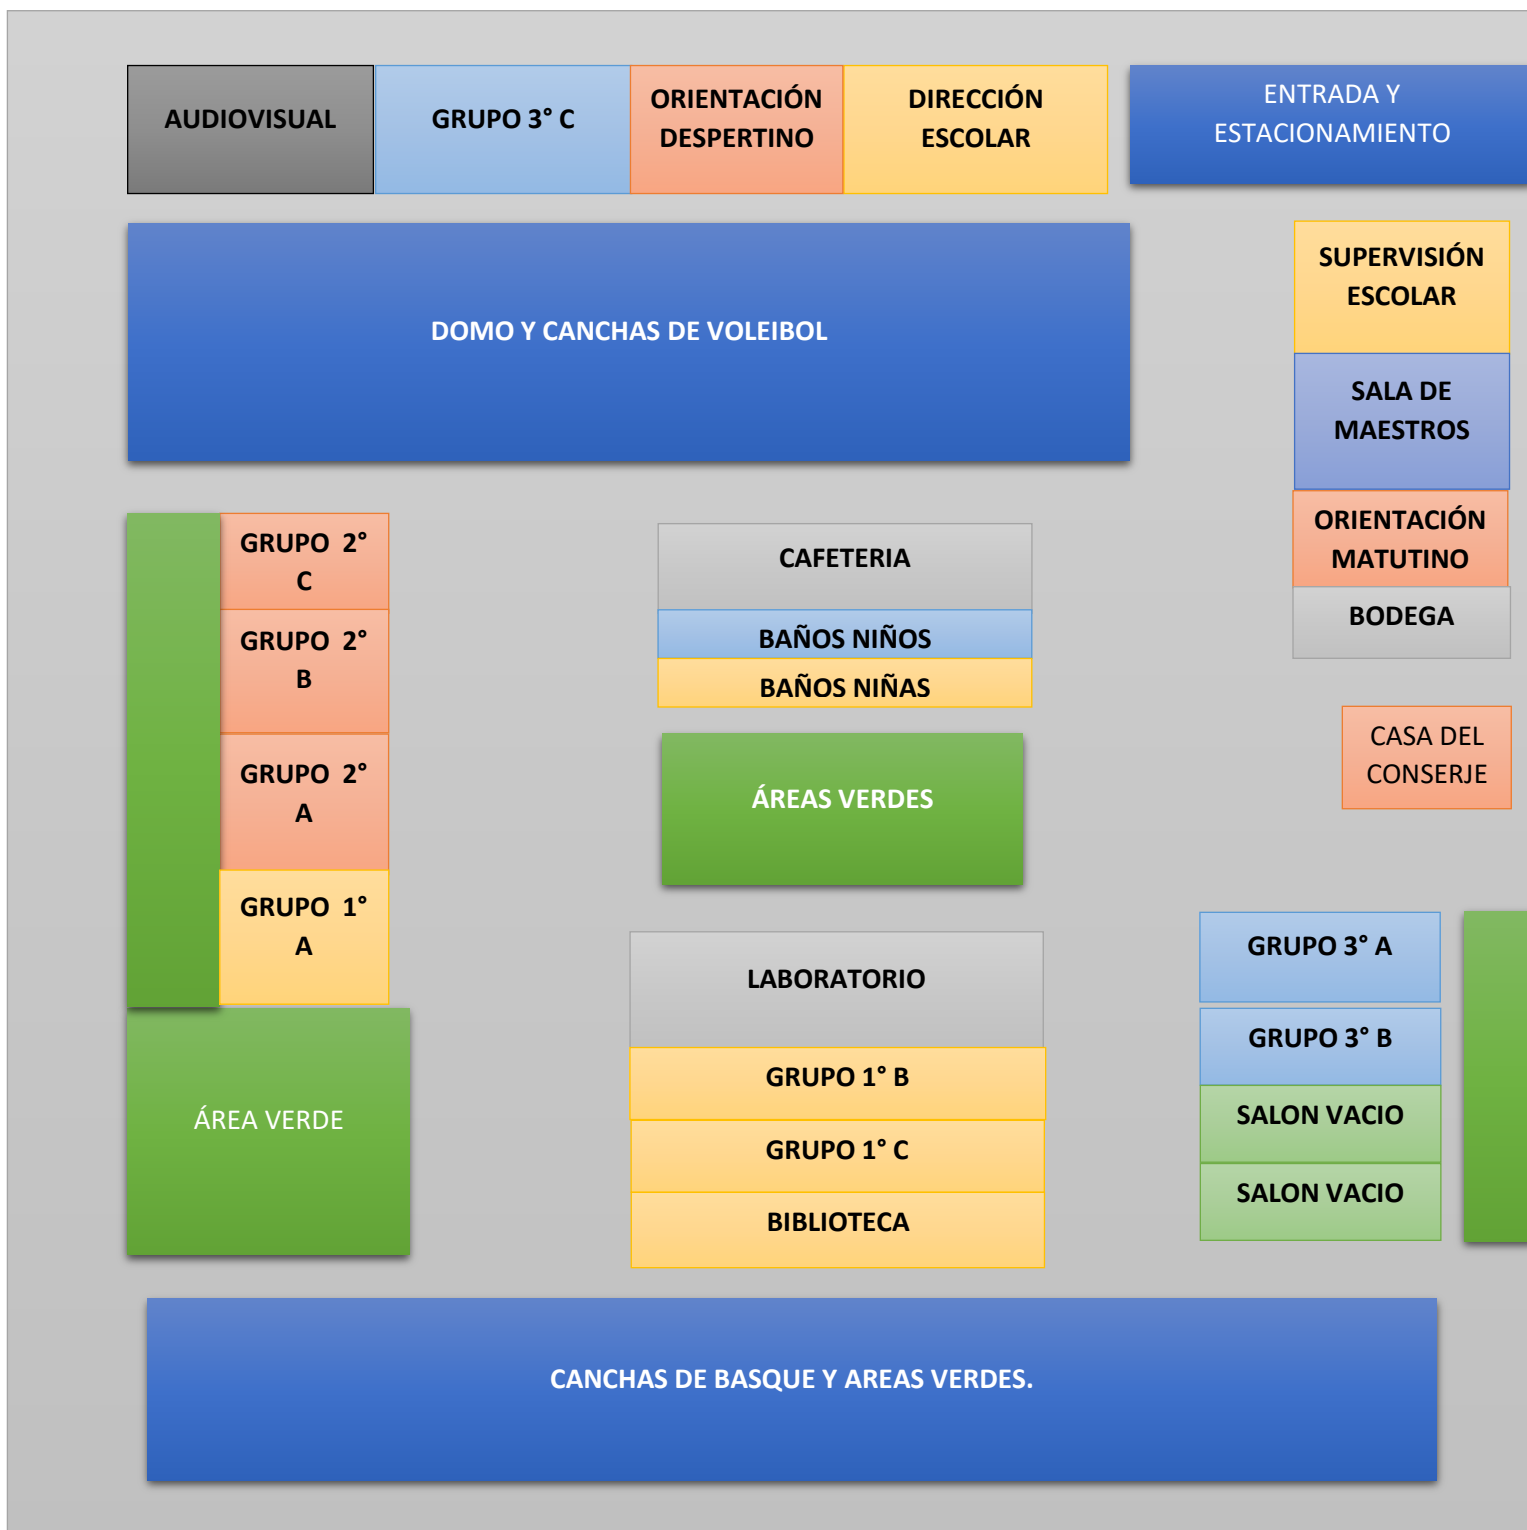 AUDIOVISUAL
GRUPO 3° C
ORIENTACIÓN
DESPERTINO
DIRECCIÓN
ESCOLAR
ENTRADA Y
ESTACIONAMIENTO
DOMO Y CANCHAS DE VOLEIBOL
SUPERVISIÓN
ESCOLAR
SALA DE
MAESTROS
ORIENTACIÓN
MATUTINO
BODEGA
GRUPO 2°
C
GRUPO 2°
B
GRUPO 2°
A
GRUPO 1°
A
CAFETERIA
BAÑOS NIÑOS
BAÑOS NIÑAS
ÁREAS VERDES
CASA DEL
CONSERJE
ÁREA VERDE
LABORATORIO
GRUPO 1° B
GRUPO 1° C
BIBLIOTECA
GRUPO 3° A
GRUPO 3° B
SALON VACIO
SALON VACIO
CANCHAS DE BASQUE Y AREAS VERDES.